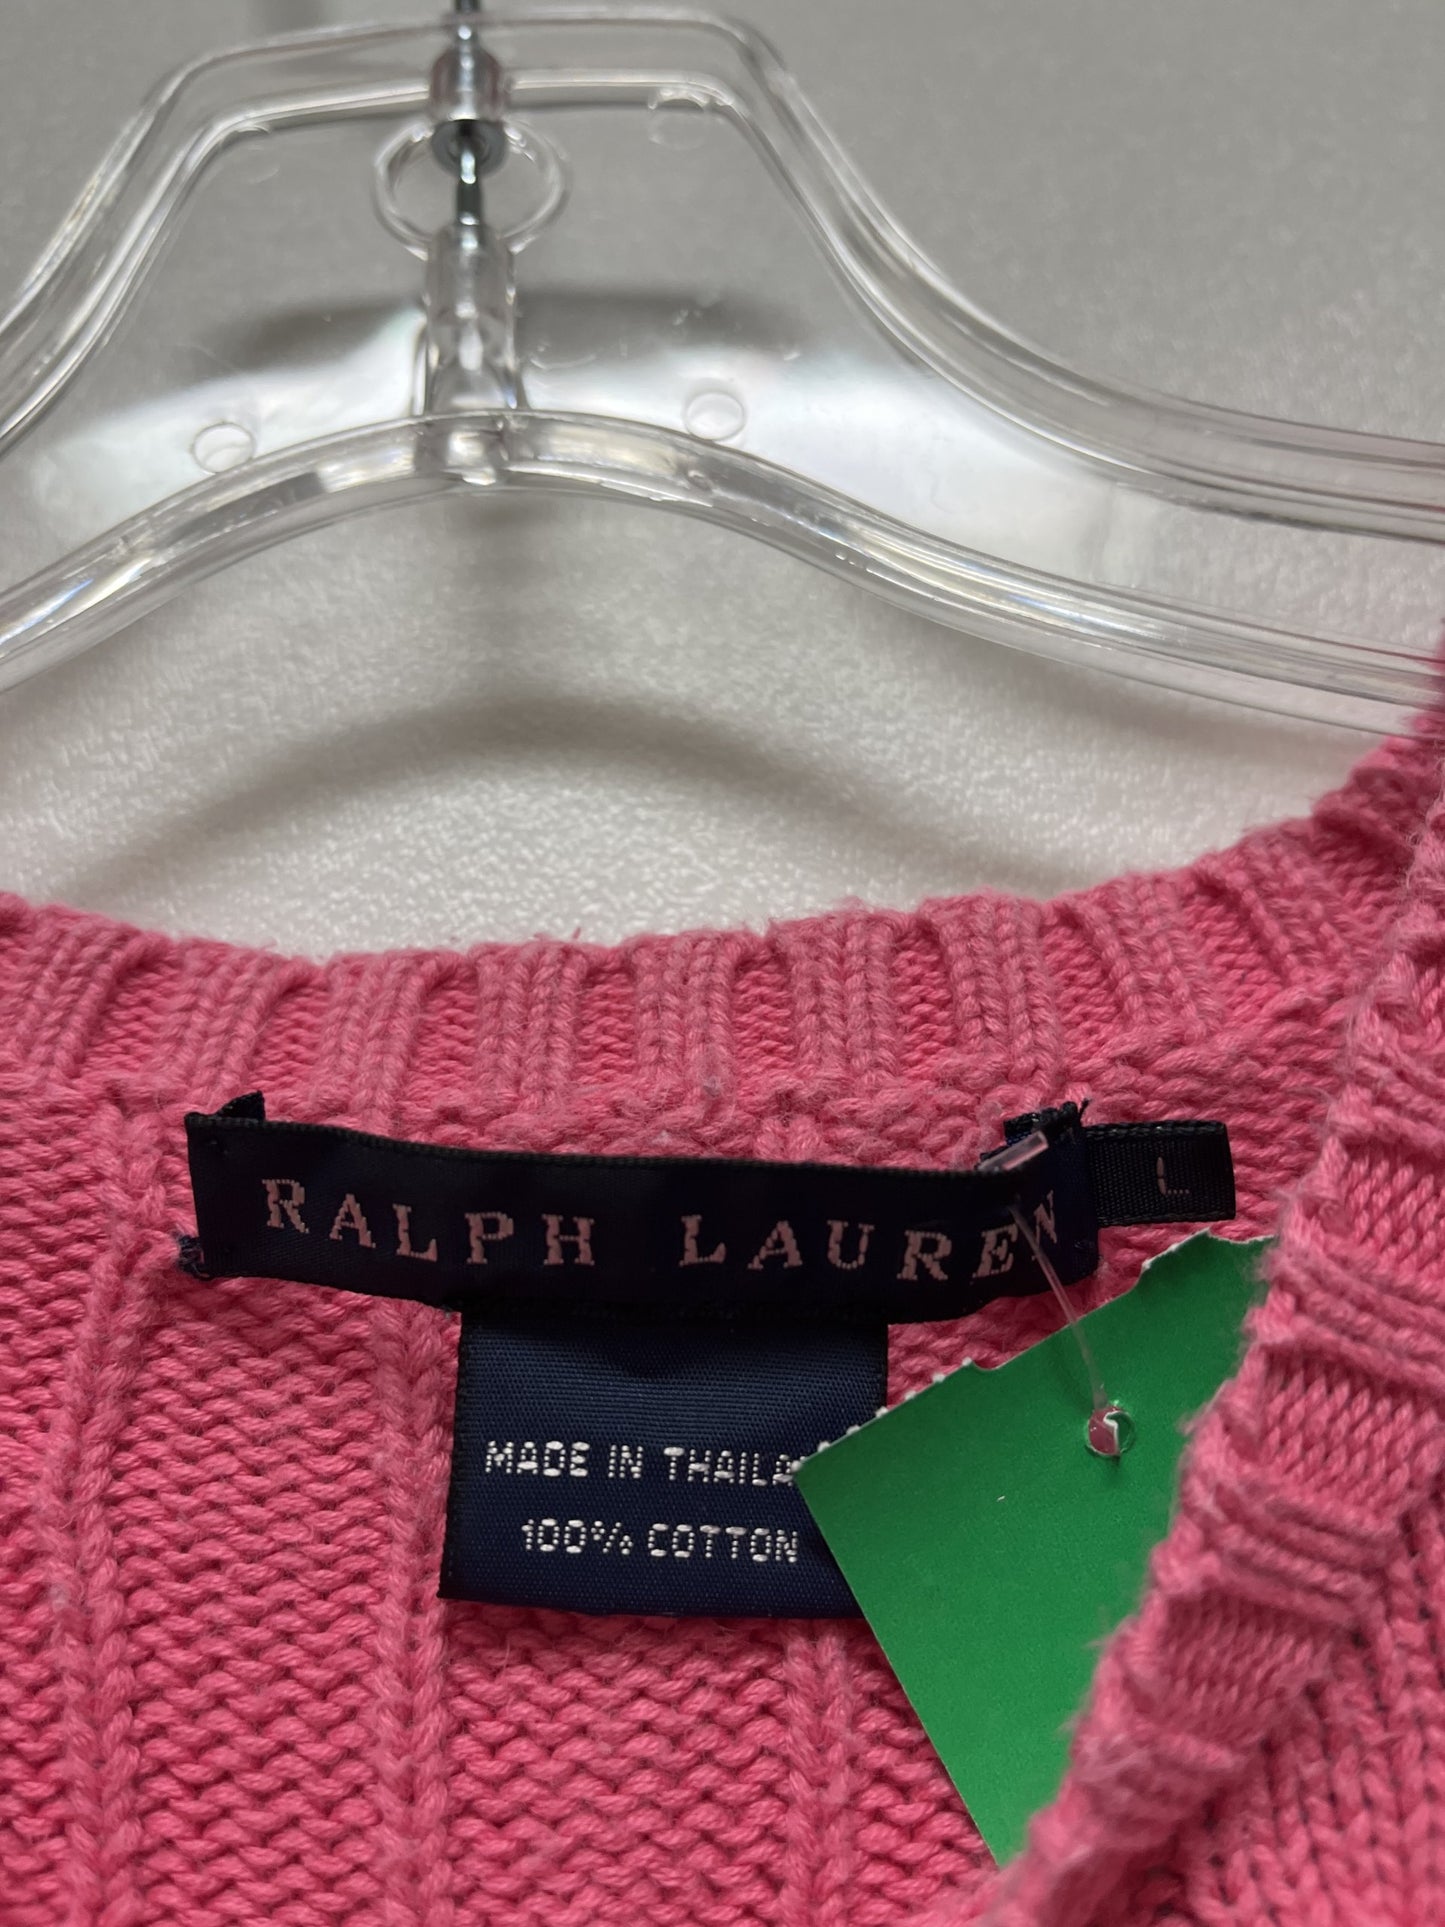 RALPH LAUREN
L
MADE IN THAILA
100% COTTON